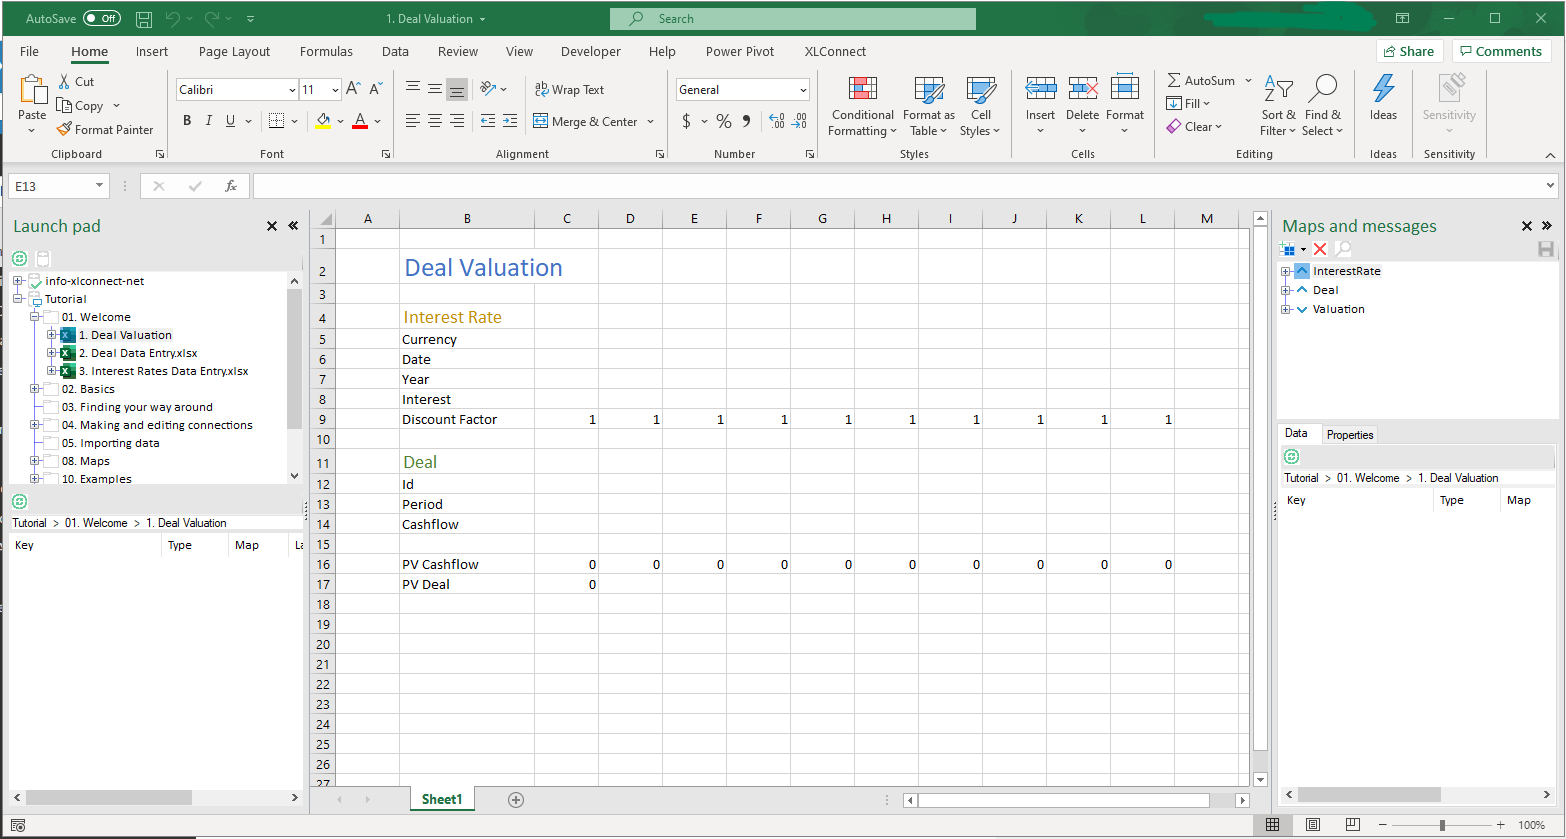 AutoSave Off 1. Deal Valuation Search
File Home Insert Page Layout Formulas Data Review View Developer Help Power Pivot XLConnect Share Comments
Paste
Cut
Copy
Format Painter
Clipboard
Calibri 11
B I U
Font
Wrap Text
Merge & Center
Alignment
General
$ % ,
Number
Conditional Formatting
Format as Table
Cell Styles
Styles
Insert Delete Format
Cells
AutoSum
Fill
Clear
Sort & Filter
Find & Select
Editing
Ideas
Ideas
Sensitivity
Sensitivity
E13 fx
Launch pad
info-xlconnect-net
Tutorial
01. Welcome
1. Deal Valuation
2. Deal Data Entry.xlsx
3. Interest Rates Data Entry.xlsx
02. Basics
03. Finding your way around
04. Making and editing connections
05. Importing data
08. Maps
10. Examples
Tutorial > 01. Welcome > 1. Deal Valuation
Key Type Map La
A B C D E F G H I J K L M
1
2 Deal Valuation
3
4 Interest Rate
5 Currency
6 Date
7 Year
8 Interest
9 Discount Factor 1 1 1 1 1 1 1 1 1 1
10
11 Deal
12 Id
13 Period
14 Cashflow
15
16 PV Cashflow 0 0 0 0 0 0 0 0 0 0
17 PV Deal 0
18
19
20
21
22
23
24
25
26
27
Sheet1
Maps and messages
InterestRate
Deal
Valuation
Data Properties
Tutorial > 01. Welcome > 1. Deal Valuation
Key Type Map
100%